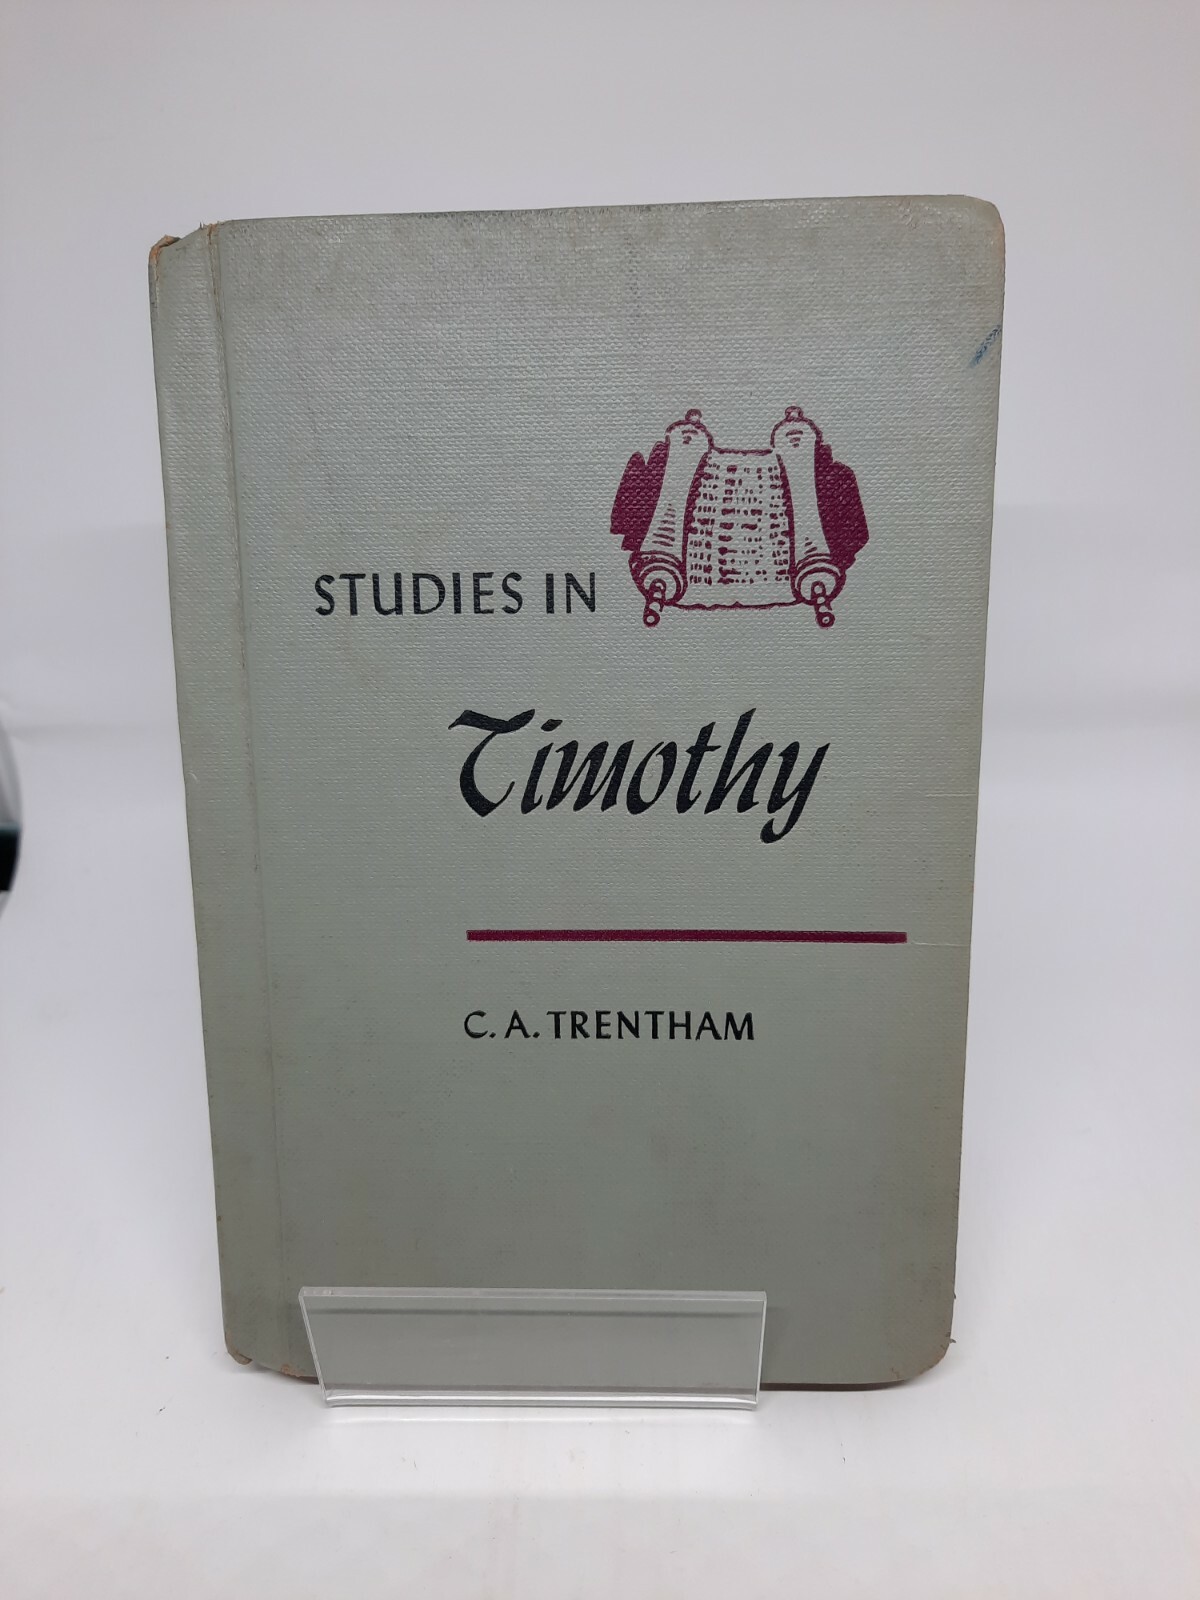 STUDIES IN
Timothy
C. A. TRENTHAM